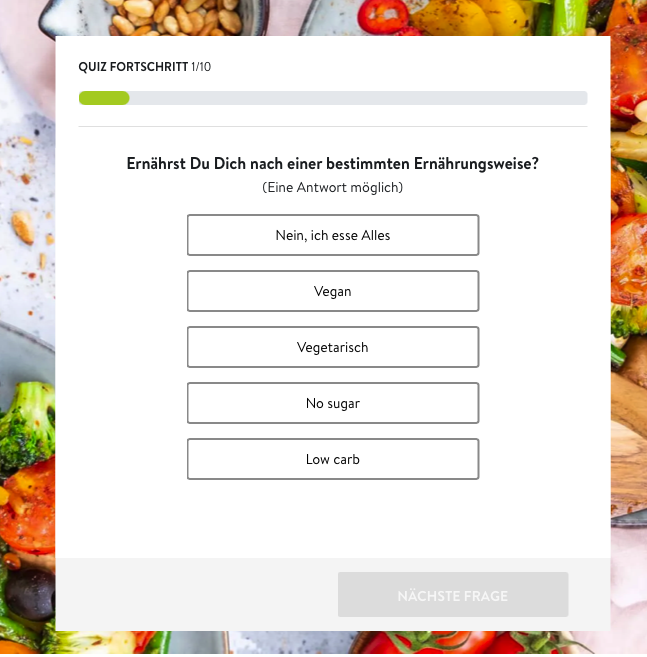 QUIZ FORTSCHRITT 1/10
Ernährst Du Dich nach einer bestimmten Ernährungsweise?
(Eine Antwort möglich)
Nein, ich esse Alles
Vegan
Vegetarisch
No sugar
Low carb
NÄCHSTE FRAGE